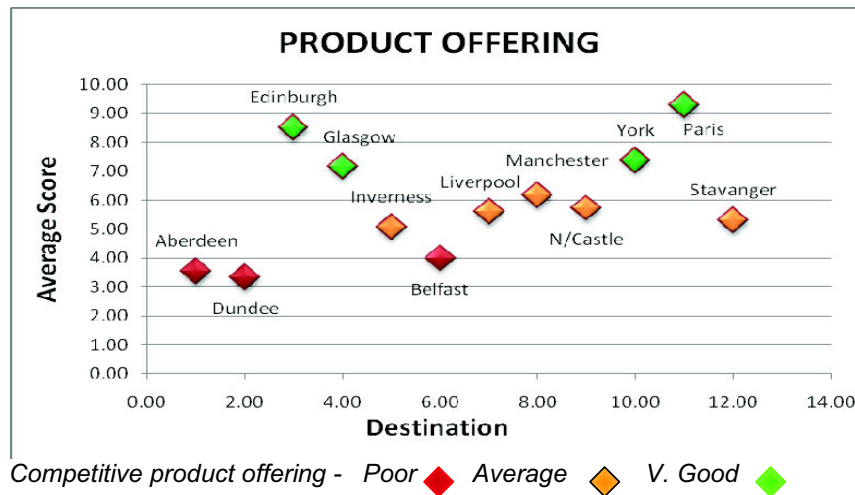 PRODUCT OFFERING
10.00
9.00
8.00
7.00
6.00
5.00
4.00
3.00
2.00
1.00
0.00
Average Score
Edinburgh
Glasgow
York
Paris
Manchester
Liverpool
Inverness
Stavanger
N/Castle
Aberdeen
Belfast
Dundee
0.00 2.00 4.00 6.00 8.00 10.00 12.00 14.00
Destination
Competitive product offering - Poor Average V. Good